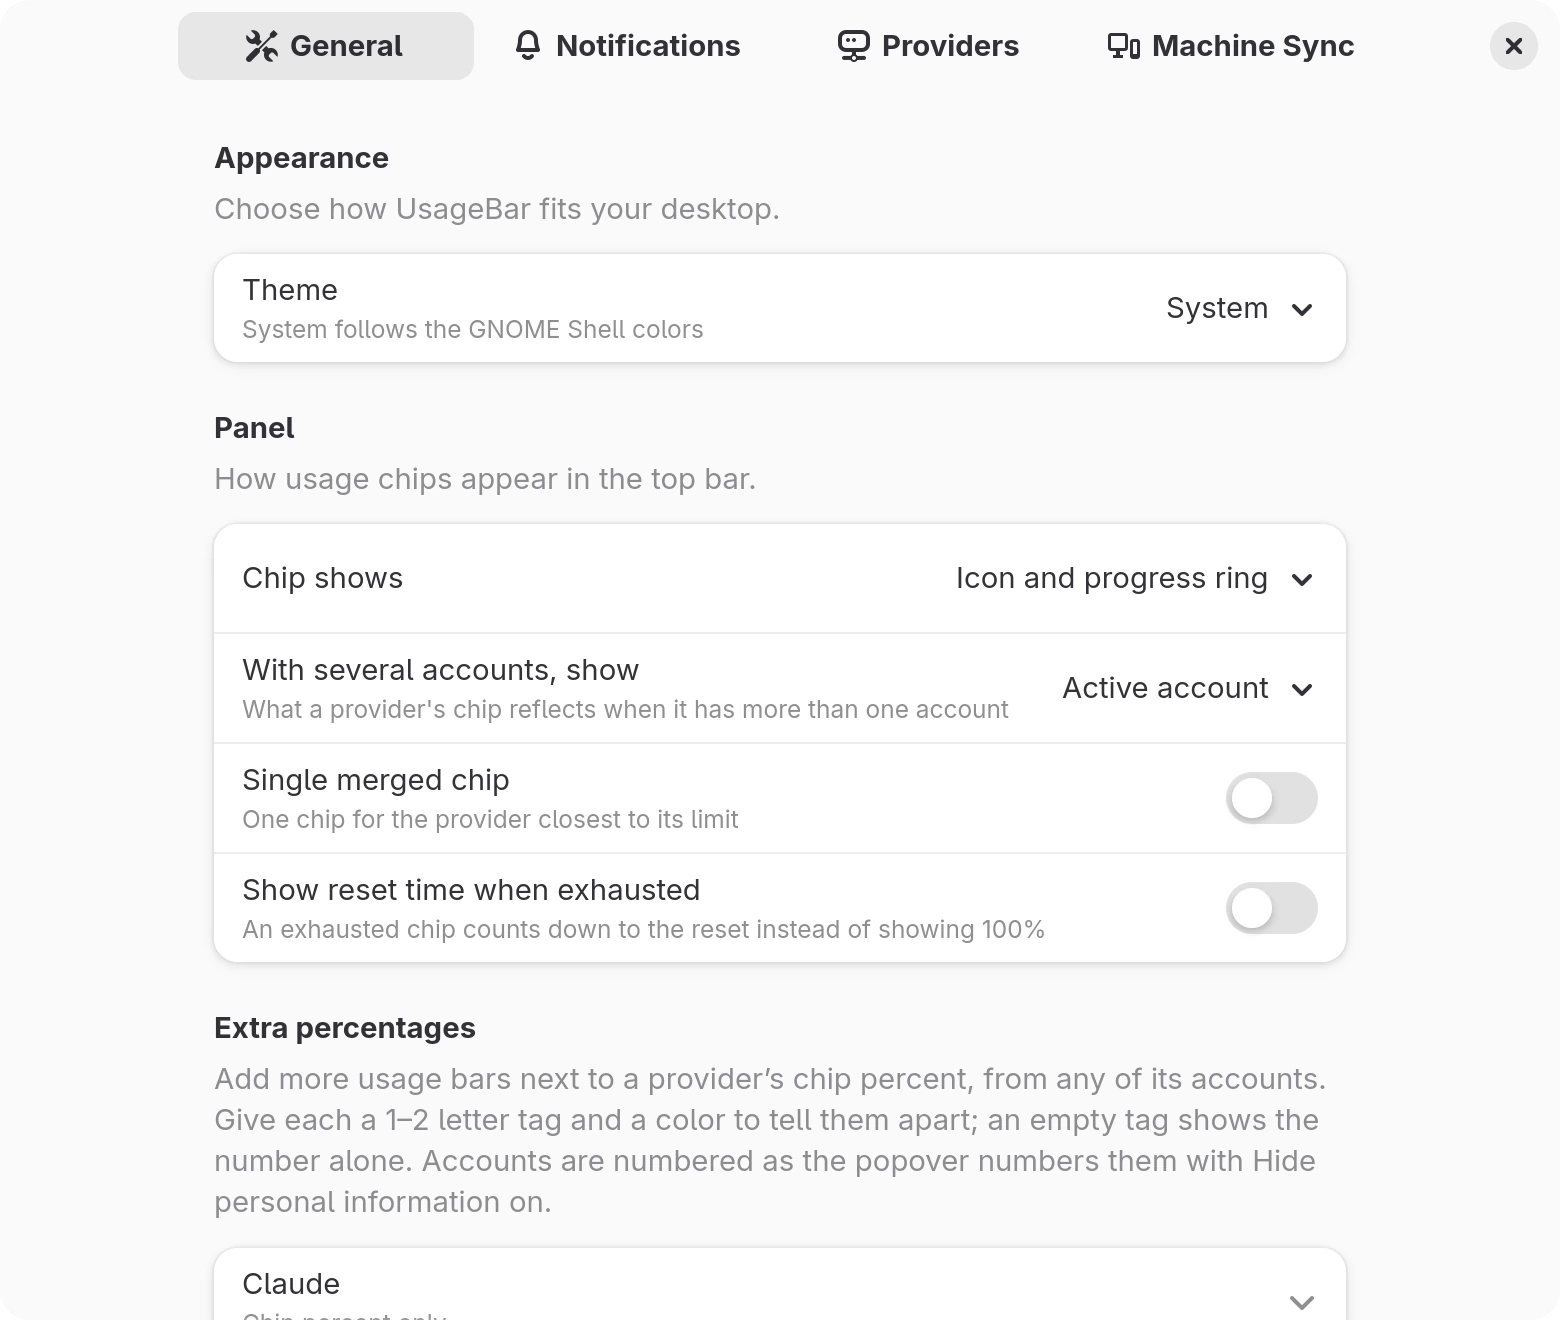 General
Notifications
Providers
Machine Sync
Appearance
Choose how UsageBar fits your desktop.
Theme
System follows the GNOME Shell colors
System
Panel
How usage chips appear in the top bar.
Chip shows
Icon and progress ring
With several accounts, show
What a provider's chip reflects when it has more than one account
Active account
Single merged chip
One chip for the provider closest to its limit
Show reset time when exhausted
An exhausted chip counts down to the reset instead of showing 100%
Extra percentages
Add more usage bars next to a provider’s chip percent, from any of its accounts.
Give each a 1–2 letter tag and a color to tell them apart; an empty tag shows the
number alone. Accounts are numbered as the popover numbers them with Hide
personal information on.
Claude
Chip percent only